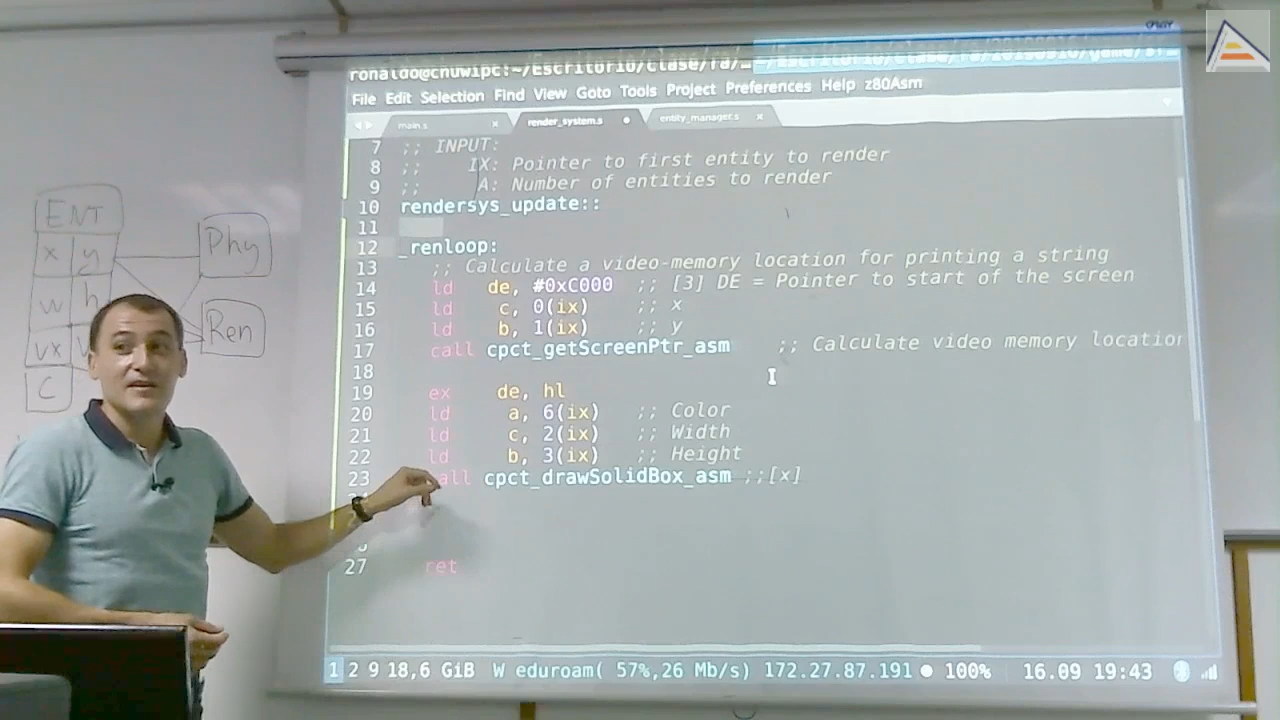 ronaldo@cnuwipc:~/Escritorio/clase/ra/
File Edit Selection Find View Goto Tools Project Preferences Help z80Asm
main.s × render_system.s entity_manager.s ×
7 ;; INPUT:
8 ;; IX: Pointer to first entity to render
9 ;; A: Number of entities to render
10 rendersys_update::
11
12 _renloop:
13 ;; Calculate a video-memory location for printing a string
14 ld de, #0xC000 ;; [3] DE = Pointer to start of the screen
15 ld c, 0(ix) ;; x
16 ld b, 1(ix) ;; y
17 call cpct_getScreenPtr_asm ;; Calculate video memory location
18
19 ex de, hl
20 ld a, 6(ix) ;; Color
21 ld c, 2(ix) ;; Width
22 ld b, 3(ix) ;; Height
23 call cpct_drawSolidBox_asm ;;[x]
27 ret
1 2 9 18,6 GiB W eduroam( 57%,26 Mb/s) 172.27.87.191 ● 100% 16.09 19:43
ENT
x y
w h
vx
C
Phy
Ren